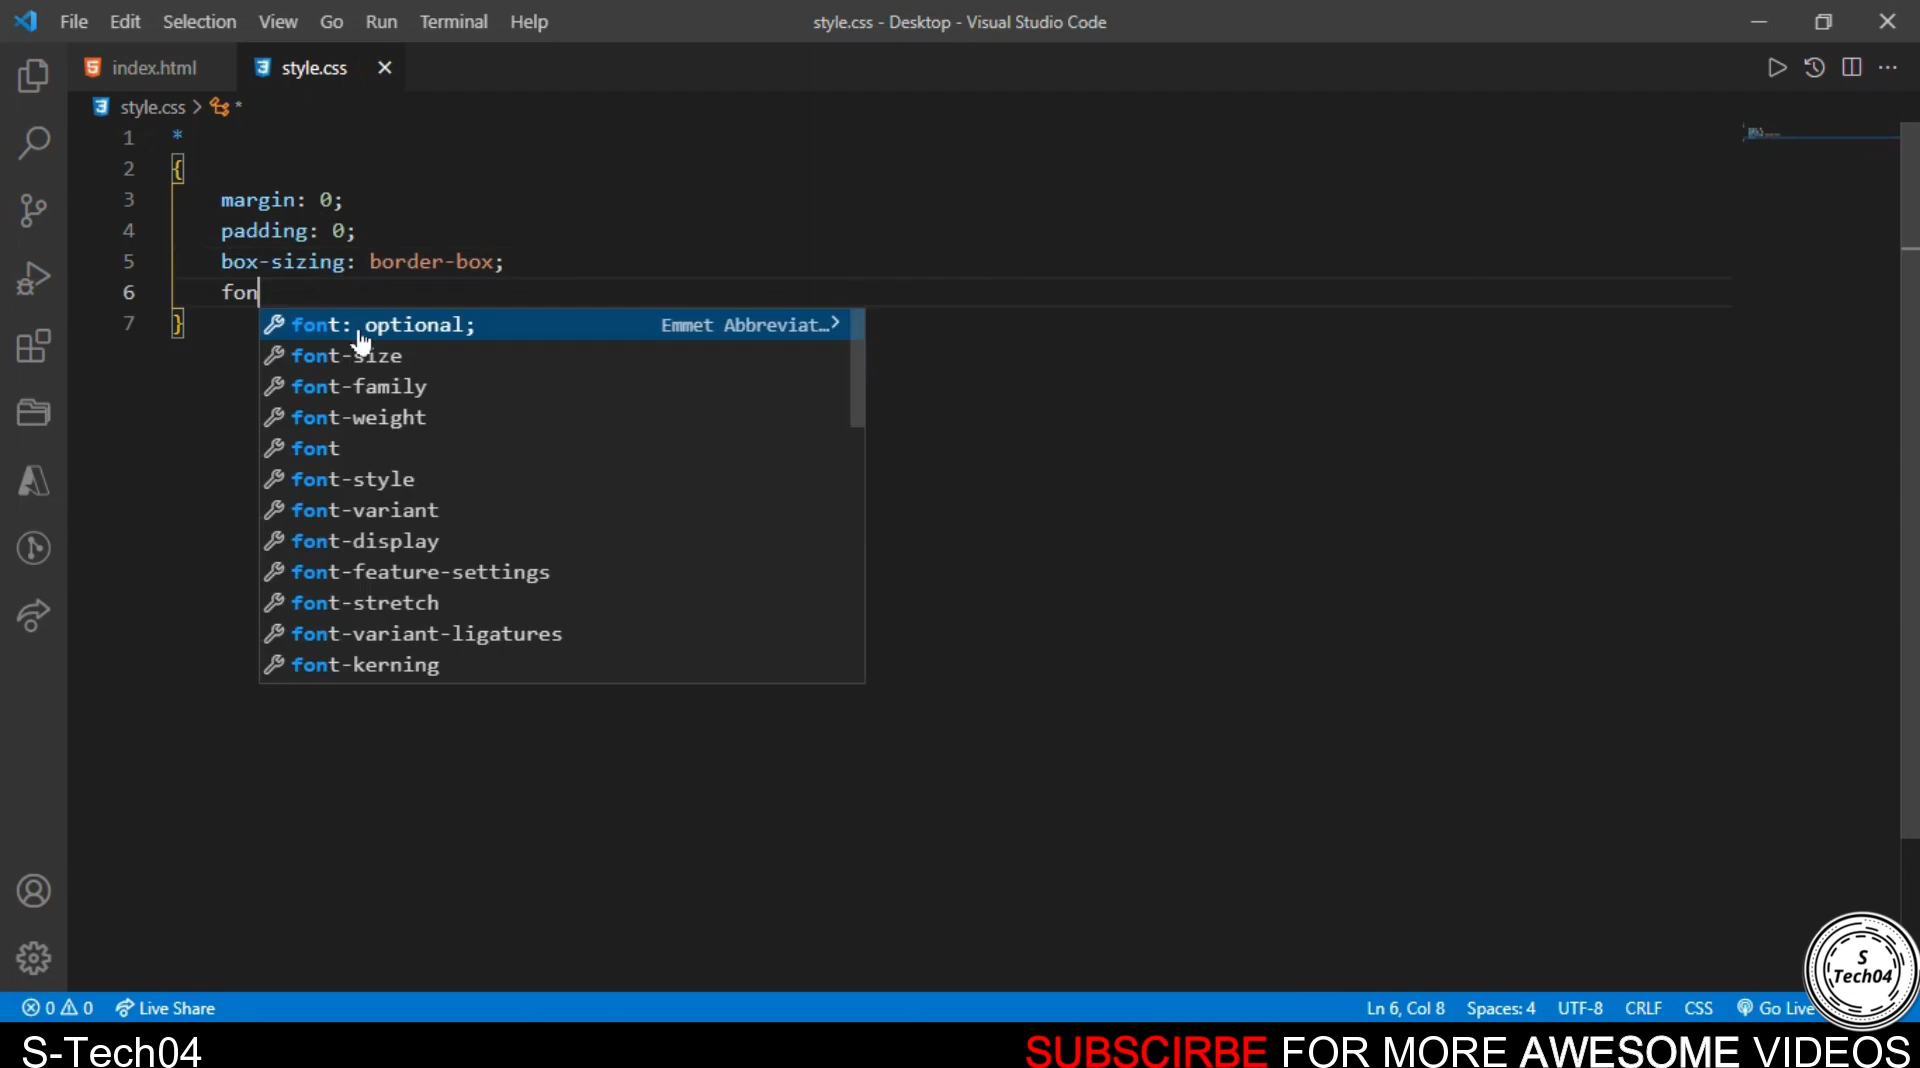 File Edit Selection View Go Run Terminal Help style.css - Desktop - Visual Studio Code
index.html style.css
style.css > *
1 *
2 {
3 margin: 0;
4 padding: 0;
5 box-sizing: border-box;
6 fon
font: optional; Emmet Abbreviat…>
7 }
font-size
font-family
font-weight
font
font-style
font-variant
font-display
font-feature-settings
font-stretch
font-variant-ligatures
font-kerning
S
Tech04
0 0 Live Share Ln 6, Col 8 Spaces: 4 UTF-8 CRLF CSS Go Live
S-Tech04 SUBSCIRBE FOR MORE AWESOME VIDEOS